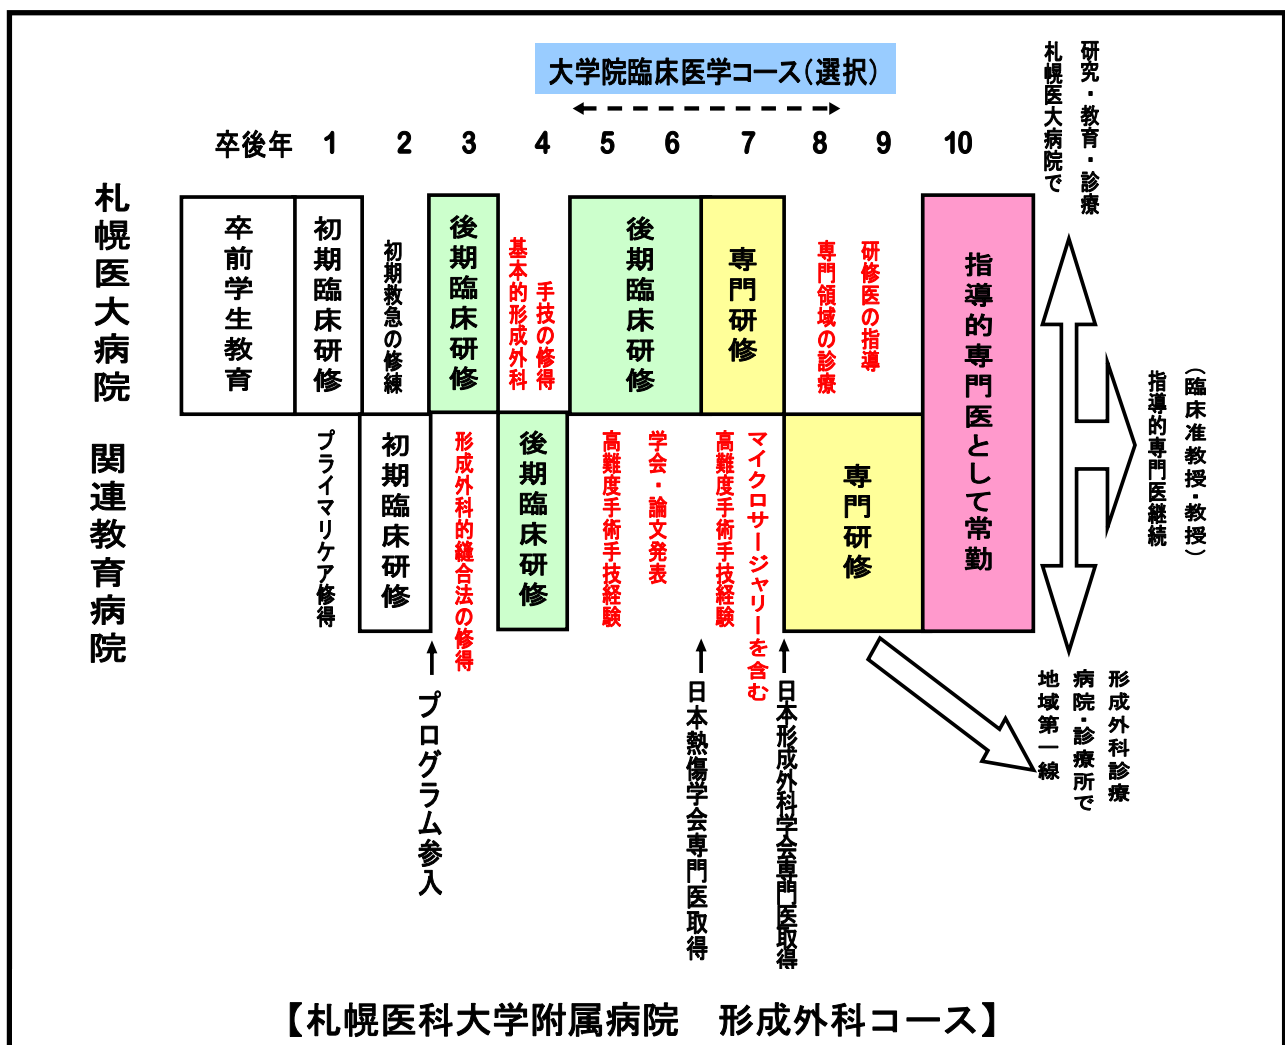 大学院臨床医学コース（選択）
卒後年 1 2 3 4 5 6 7 8 9 10
札幌医大病院
関連教育病院
卒前学生教育
初期臨床研修
プライマリケア修得
初期救急の修練
初期臨床研修
プログラム参入
後期臨床研修
形成外科的縫合法の修得
基本的形成外科
手技の修得
後期臨床研修
後期臨床研修
高難度手術手技経験
学会・論文発表
日本熱傷学会専門医取得
専門研修
マイクロサージャリーを含む
高難度手術手技経験
日本形成外科学会専門医取得
専門領域の診療
研修医の指導
専門研修
指導的専門医として常勤
札幌医大病院で
研究・教育・診療
（臨床准教授・教授）
指導的専門医継続
地域第一線
病院・診療所で
形成外科診療
【札幌医科大学附属病院　形成外科コース】